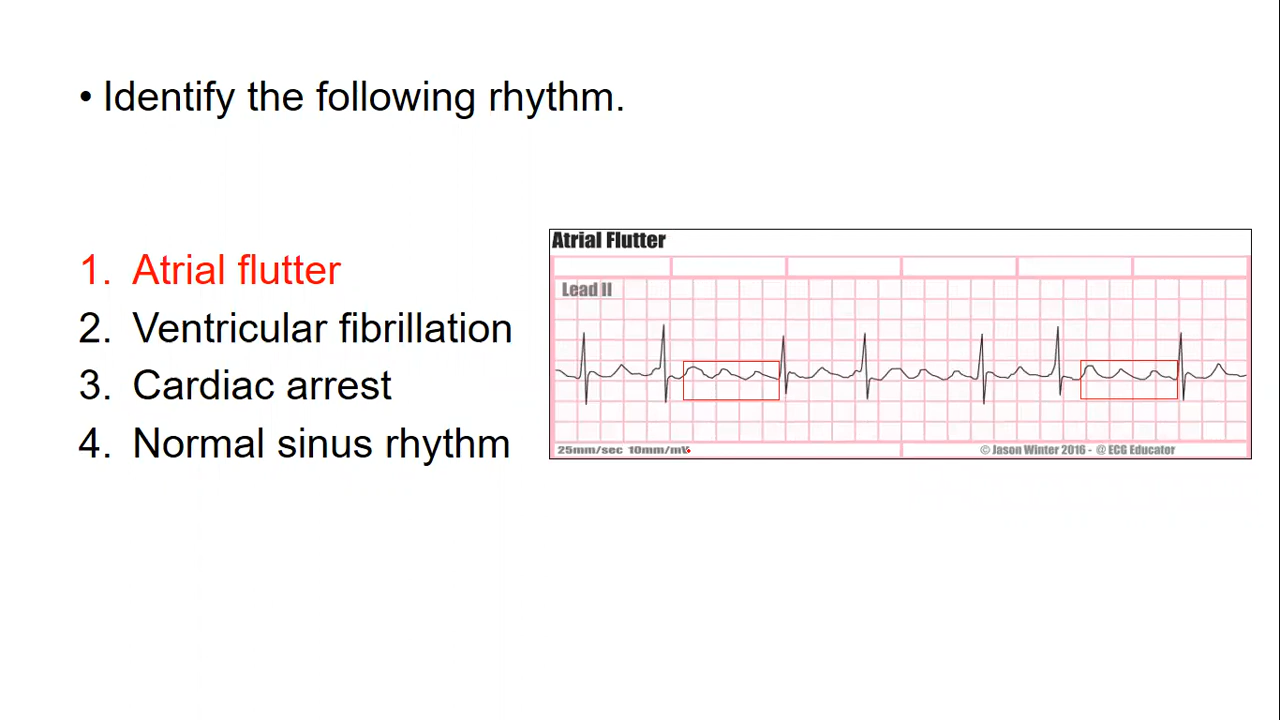 • Identify the following rhythm.
1. Atrial flutter
2. Ventricular fibrillation
3. Cardiac arrest
4. Normal sinus rhythm
Atrial Flutter
Lead II
25mm/sec 10mm/mV
© Jason Winter 2016 - @ ECG Educator